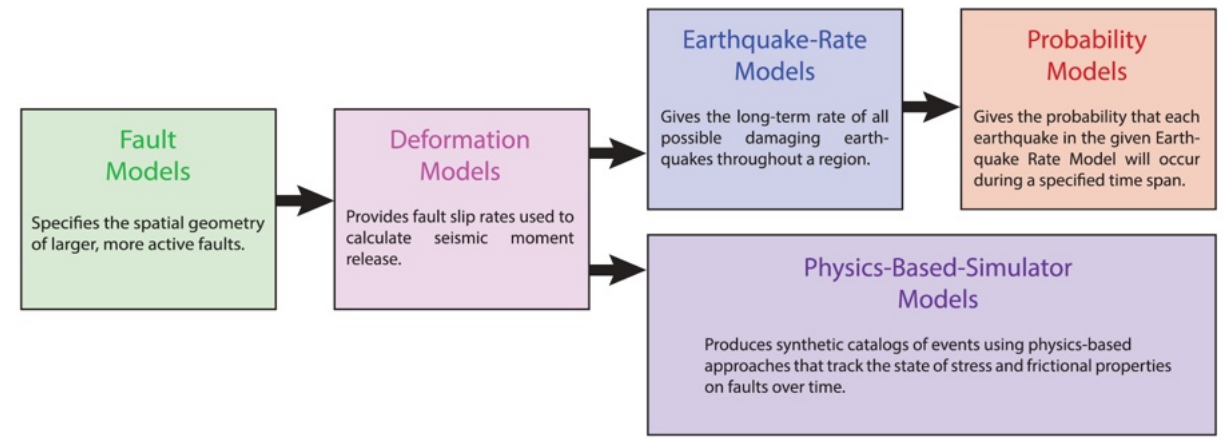 Fault
Models
Specifies the spatial geometry
of larger, more active faults.
Deformation
Models
Provides fault slip rates used to
calculate seismic moment
release.
Earthquake-Rate
Models
Gives the long-term rate of all
possible damaging earth-
quakes throughout a region.
Probability
Models
Gives the probability that each
earthquake in the given Earth-
quake Rate Model will occur
during a specified time span.
Physics-Based-Simulator
Models
Produces synthetic catalogs of events using physics-based
approaches that track the state of stress and frictional properties
on faults over time.